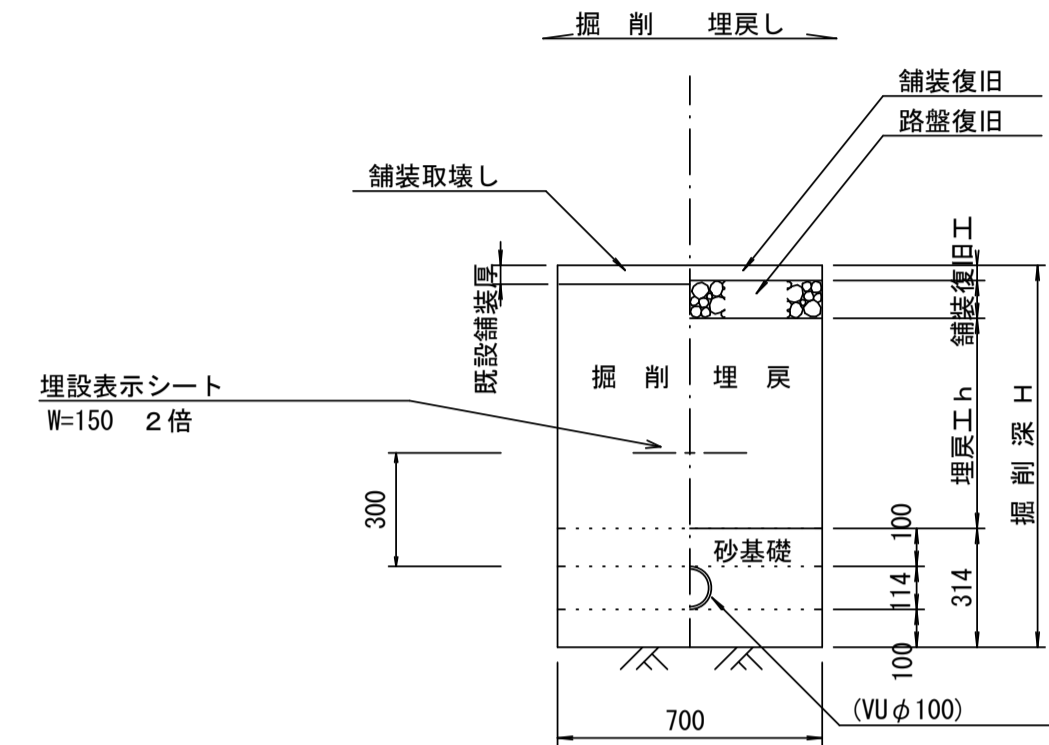 掘 削 埋戻し
舗装復旧
路盤復旧
舗装取壊し
既設舗装厚
舗装復旧工
埋設表示シート
W=150 2倍
掘 削
埋 戻
埋戻工h
掘削深H
300
砂基礎
100
114
100
314
700
(VUφ100)